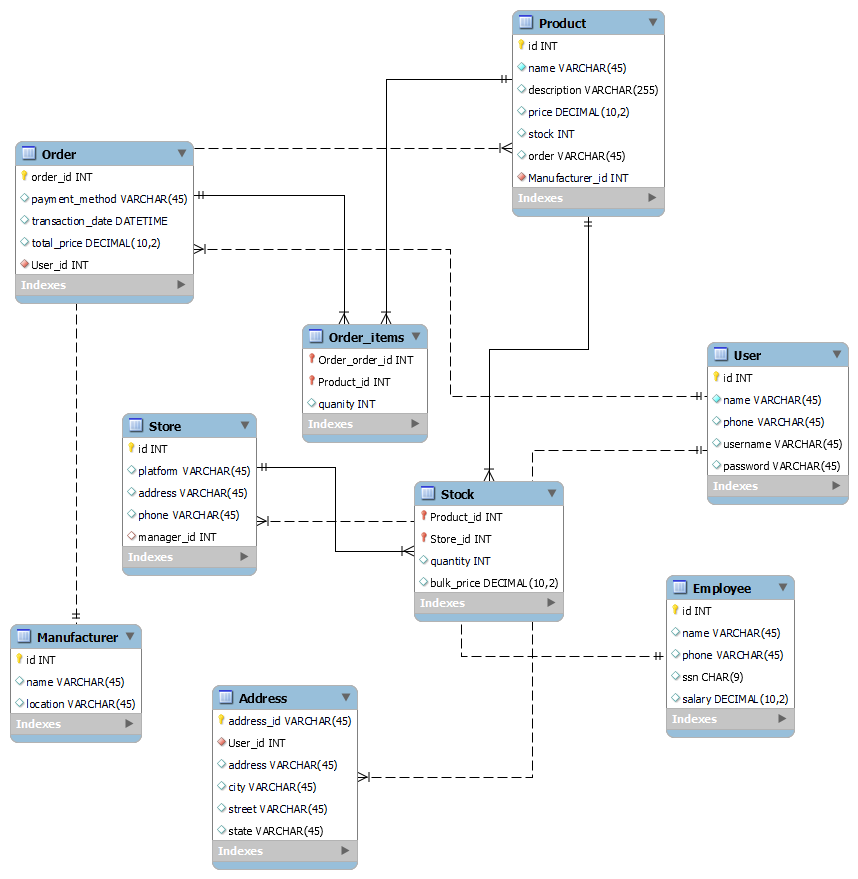 Product
id INT
name VARCHAR(45)
description VARCHAR(255)
price DECIMAL(10,2)
stock INT
order VARCHAR(45)
Manufacturer_id INT
Indexes
Order
order_id INT
payment_method VARCHAR(45)
transaction_date DATETIME
total_price DECIMAL(10,2)
User_id INT
Indexes
Order_items
Order_order_id INT
Product_id INT
quanity INT
Indexes
User
id INT
name VARCHAR(45)
phone VARCHAR(45)
username VARCHAR(45)
password VARCHAR(45)
Indexes
Store
id INT
platform VARCHAR(45)
address VARCHAR(45)
phone VARCHAR(45)
manager_id INT
Indexes
Stock
Product_id INT
Store_id INT
quantity INT
bulk_price DECIMAL(10,2)
Indexes
Employee
id INT
name VARCHAR(45)
phone VARCHAR(45)
ssn CHAR(9)
salary DECIMAL(10,2)
Indexes
Manufacturer
id INT
name VARCHAR(45)
location VARCHAR(45)
Indexes
Address
address_id VARCHAR(45)
User_id INT
address VARCHAR(45)
city VARCHAR(45)
street VARCHAR(45)
state VARCHAR(45)
Indexes